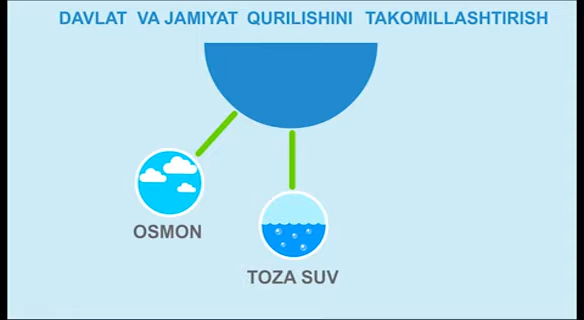 DAVLAT VA JAMIYAT QURILISHINI TAKOMILLASHTIRISH
OSMON
TOZA SUV